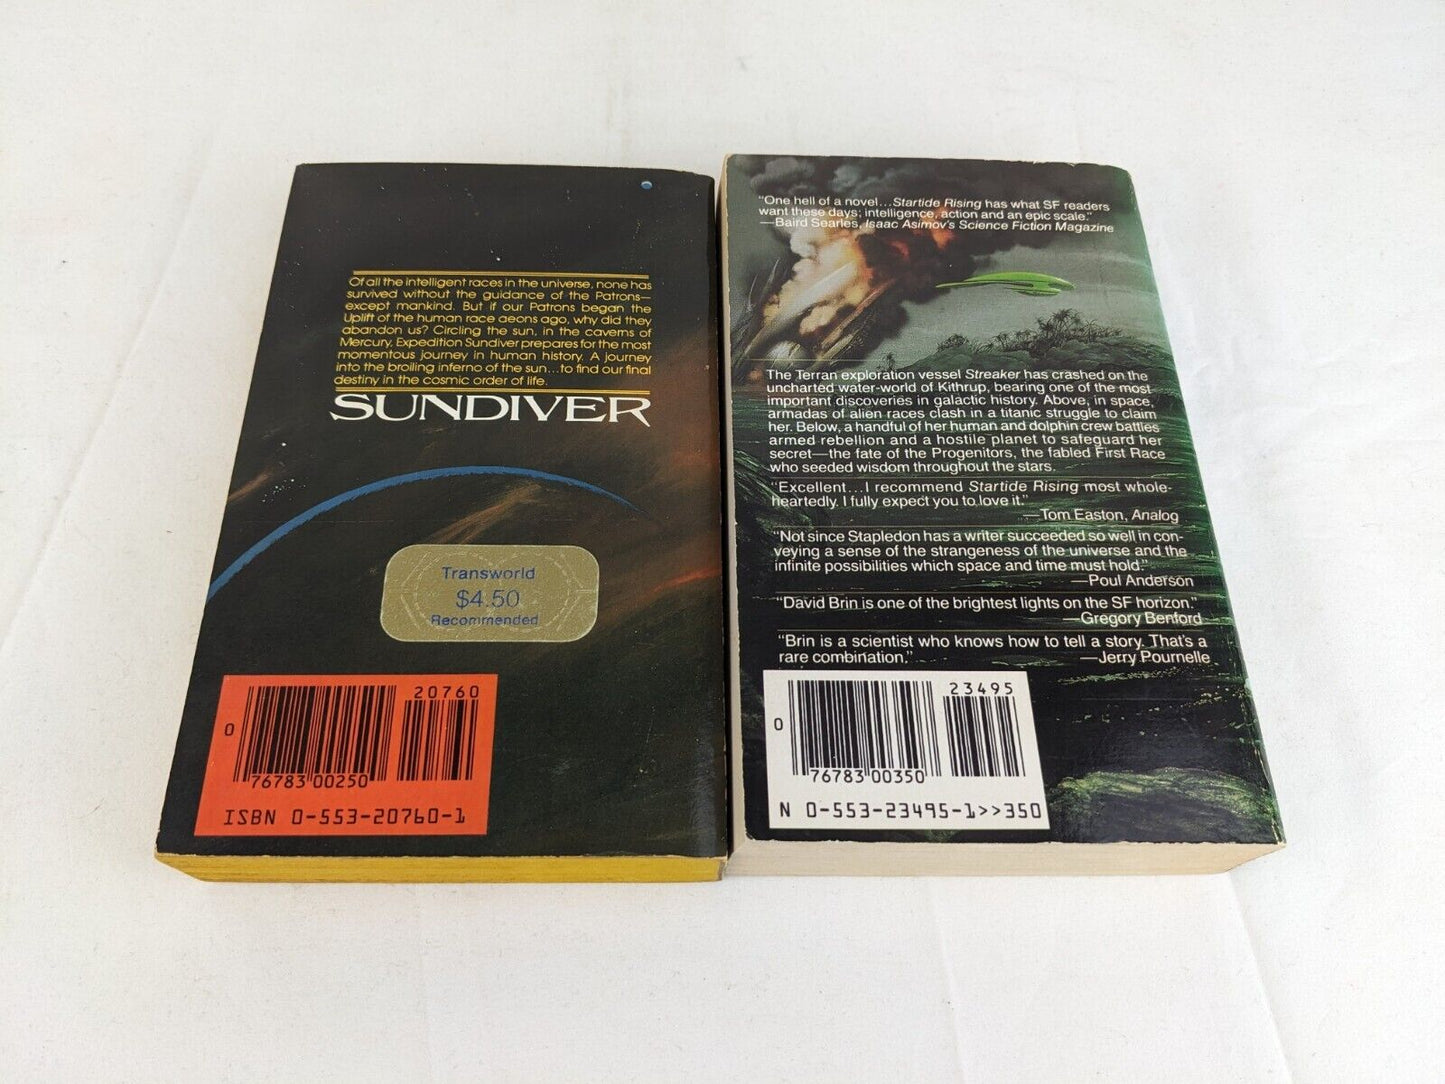 Of all the intelligent races in the universe, none has
survived without the guidance of the Patrons—
except mankind. But if our Patrons began the
Uplift of the human race aeons ago, why did they
abandon us? Circling the sun, in the caverns of
Mercury, Expedition Sundiver prepares for the most
momentous journey in human history. A journey
into the broiling inferno of the sun...to find our final
destiny in the cosmic order of life.
SUNDIVER
Transworld
$4.50
Recommended
20760
0
76783 00250
ISBN 0-553-20760-1
"One hell of a novel...Startide Rising has what SF readers
want these days; intelligence, action and an epic scale."
—Baird Searles, Isaac Asimov's Science Fiction Magazine
The Terran exploration vessel Streaker has crashed on the
uncharted water-world of Kithrup, bearing one of the most
important discoveries in galactic history. Above, in space,
armadas of alien races clash in a titanic struggle to claim
her. Below, a handful of her human and dolphin crew battles
armed rebellion and a hostile planet to safeguard her
secret—the fate of the Progenitors, the fabled First Race
who seeded wisdom throughout the stars.
"Excellent...I recommend Startide Rising most whole-
heartedly. I fully expect you to love it."
—Tom Easton, Analog
"Not since Stapledon has a writer succeeded so well in con-
veying a sense of the strangeness of the universe and the
infinite possibilities which space and time must hold."
—Poul Anderson
"David Brin is one of the brightest lights on the SF horizon."
—Gregory Benford
"Brin is a scientist who knows how to tell a story. That's a
rare combination."
—Jerry Pournelle
23495
0
76783 00350
N 0-553-23495-1>>350